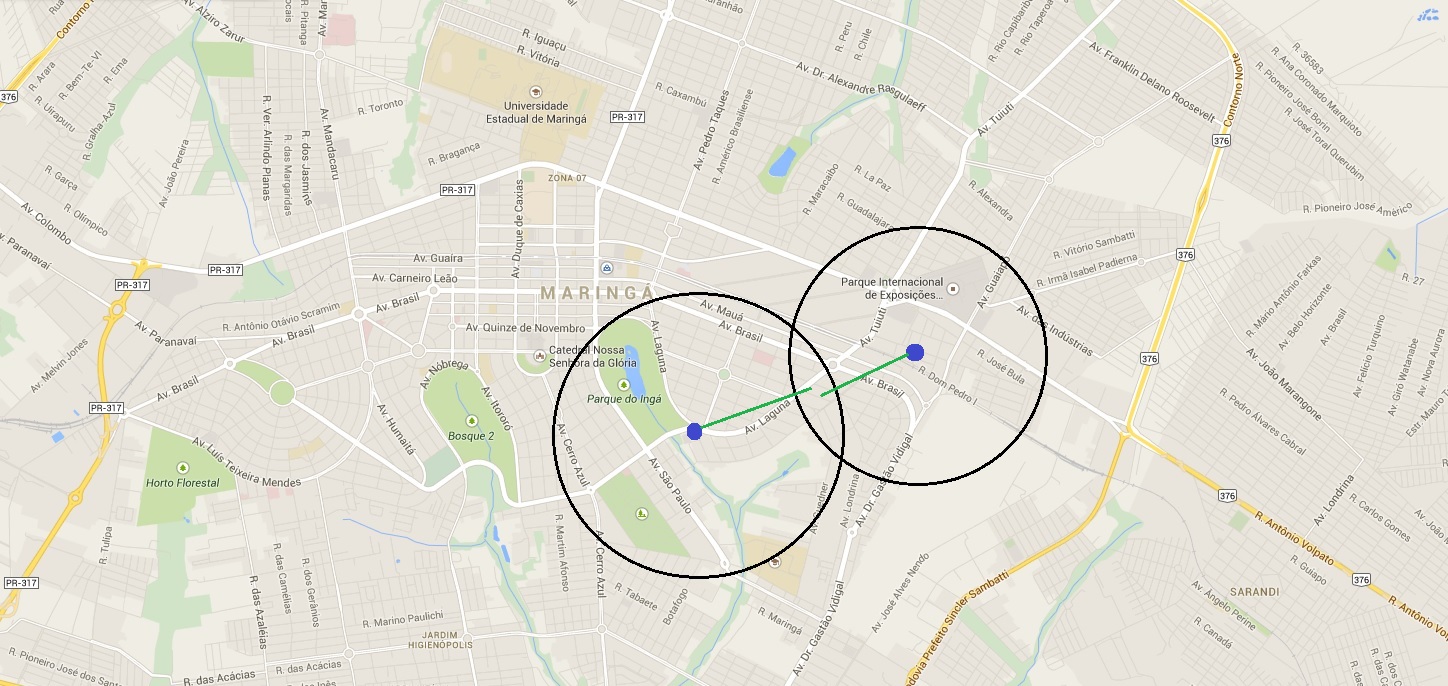 Av. Alziro Zarur
Contorno
R. Pitanga
R. Iguaçu
R. Vitória
R. Peru
R. Chile
R. Rio Capibaribe
Av. Franklin Delano Roosevelt
Contorno Norte
R. 36583
R. Ana Coronado Marquioto
R. Pioneiro José Borin
R. José Toral Querubim
R. Arara
R. Bem-Te-VI
R. Ema
R. Uirapuru
376
R. Gralha-Azul
R. Toronto
Universidade
Estadual de Maringá
PR-317
R. Caxambú
Av. Pedro Taques
R. Américo Brasiliense
Av. Dr. Alexandre Rasgulaeff
Av. Tuiuti
376
R. Ver. Arlindo Planas
R. das Margaridas
R. dos Jasmins
Av. Mandacaru
Av. João Pereira
R. Bragança
R. Garça
R. Olímpico
PR-317
ZONA 07
R. Maracaibo
R. La Paz
R. Guadalajara
R. Alexandra
R. Pioneiro José Américo
Av. Colombo
Av. Paranavaí
Av. Duque de Caxias
Av. Guaíra
Av. Carneiro Leão
PR-317
PR-317
R. Vitório Sambatti
R. Irmã Isabel Padierna
376
R. 27
Parque Internacional
de Exposições...
Av. Guaiapó
MARINGÁ
Av. Brasil
R. Antônio Otávio Scramim
Av. Paranavaí
Av. Brasil
Av. Quinze de Novembro
Av. Mauá
Av. Brasil
Av. Tuiuti
Av. das Indústrias
R. Mário Antônio Farkas
Av. Belo Horizonte
Av. Brasil
Av. Felício Turquino
Av. Giró Watanabe
Av. Nova Aurora
Av. Melvin Jones
Av. Nóbrega
Catedral Nossa
Senhora da Glória
Av. Laguna
Parque do Ingá
R. José Bula
R. Dom Pedro I
Av. Brasil
376
Av. João Marangone
R. Pedro Álvares Cabral
Av. Brasil
PR-317
Av. Humaitá
Av. Itororó
Bosque 2
Av. Cerro Azul
Av. Laguna
Av. Luís Teixeira Mendes
Horto Florestal
Av. São Paulo
Av. Londrina
Av. Dr. Gastão Vidigal
376
R. Antônio Volpato
Av. Londrina
R. Carlos Gomes
R. Tulipa
R. das Camélias
R. dos Gerânios
R. das Azaléias
R. Martim Afonso
Av. Cerro Azul
PR-317
R. Tabaete
Botafogo
R. Maringá
Av. Dr. Gastão Vidigal
Av. José Alves Nendo
Rodovia Prefeito Sincler Sambatti
R. Guiapo
376
SARANDI
Av. Ângelo Perine
R. Canada
R. Antônio
R. Marino Paulichi
JARDIM
HIGIENÓPOLIS
R. das Acácias
R. das Acácias
R. Pioneiro José dos Santos